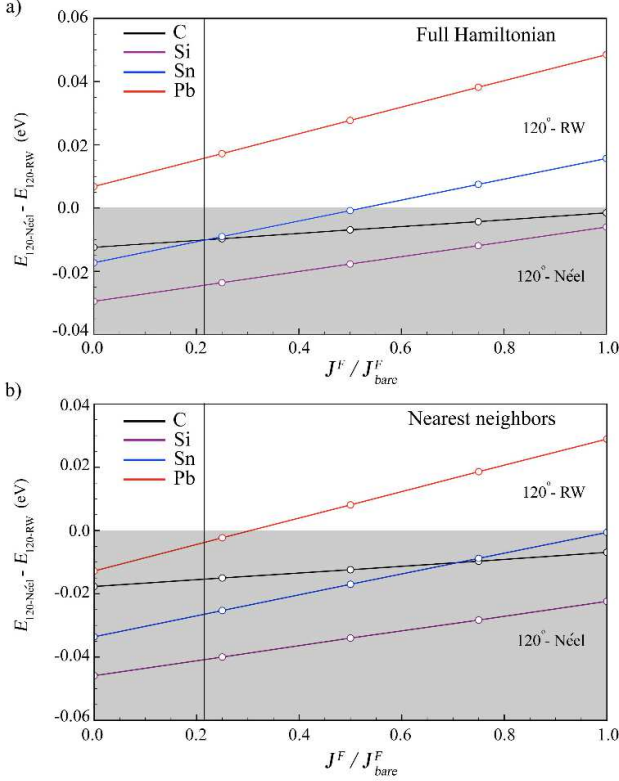 a)
0.06
0.04
0.02
0.0
-0.02
-0.04
E120-Néel - E120-RW (eV)
C
Si
Sn
Pb
Full Hamiltonian
120°- RW
120°- Néel
0.0 0.2 0.4 0.6 0.8 1.0
J^F / J^F_bare
b)
0.04
0.02
0.0
-0.02
-0.04
-0.06
E120-Néel - E120-RW (eV)
C
Si
Sn
Pb
Nearest neighbors
120°- RW
120°- Néel
0.0 0.2 0.4 0.6 0.8 1.0
J^F / J^F_bare